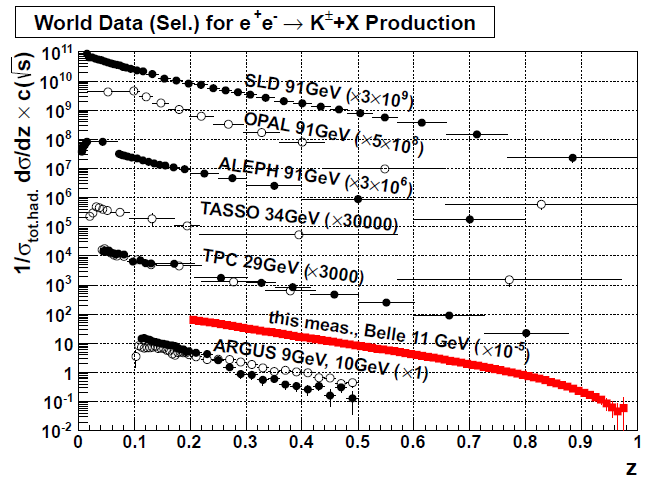 World Data (Sel.) for e⁺e⁻ → K±+X Production
1/σtot.had. dσ/dz × c(√s)
10¹¹
10¹⁰
10⁹
10⁸
10⁷
10⁶
10⁵
10⁴
10³
10²
10
1
10⁻¹
10⁻²
SLD 91GeV (×3×10⁹)
OPAL 91GeV (×5×10⁸)
ALEPH 91GeV (×3×10⁶)
TASSO 34GeV (×30000)
TPC 29GeV (×3000)
this meas., Belle 11 GeV (×10⁻⁵)
ARGUS 9GeV, 10GeV (×1)
0 0.1 0.2 0.3 0.4 0.5 0.6 0.7 0.8 0.9 1
z